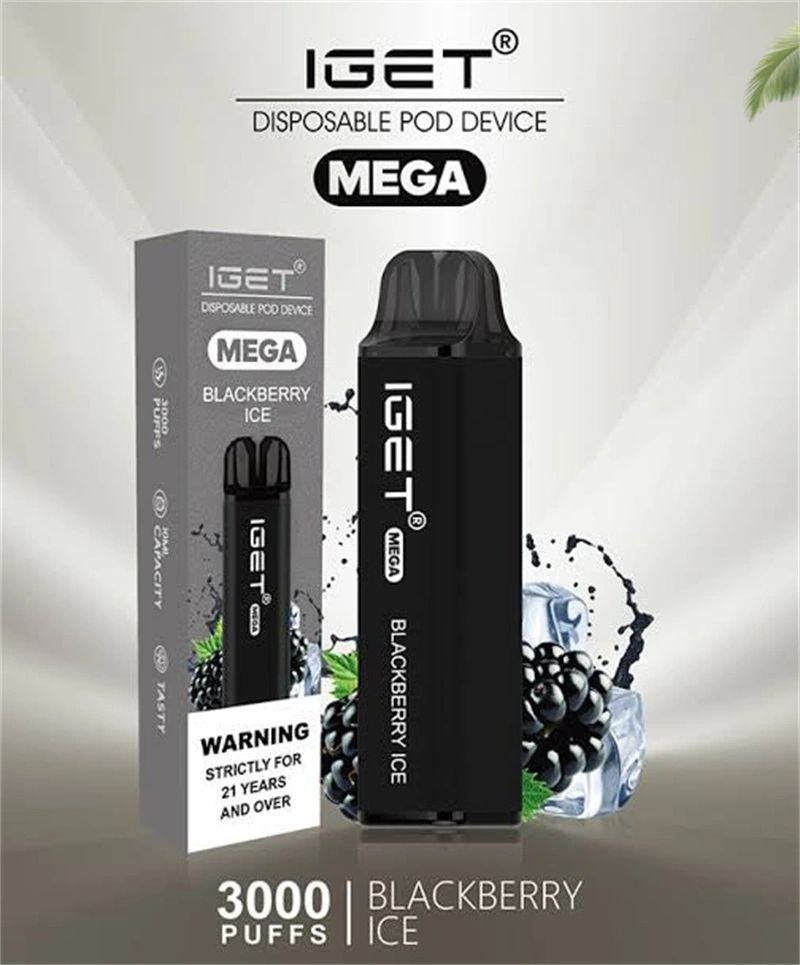 IGET®
DISPOSABLE POD DEVICE
MEGA
IGET®
DISPOSABLE POD DEVICE
MEGA
BLACKBERRY
ICE
3000
PUFFS
10ML
CAPACITY
TASTY
IGET®
MEGA
WARNING
STRICTLY FOR
21 YEARS
AND OVER
IGET®
MEGA
BLACKBERRY ICE
3000
PUFFS
BLACKBERRY
ICE